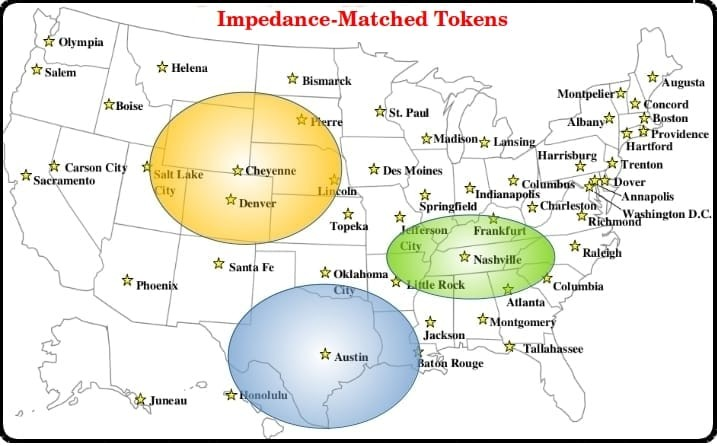 Impedance-Matched Tokens
Olympia
Salem
Helena
Bismarck
Boise
Pierre
St. Paul
Madison
Lansing
Montpelier
Augusta
Concord
Albany
Boston
Providence
Hartford
Harrisburg
Trenton
Carson City
Sacramento
Salt Lake
City
Cheyenne
Denver
Lincoln
Des Moines
Springfield
Indianapolis
Columbus
Charleston
Dover
Annapolis
Washington D.C.
Richmond
Topeka
Jefferson
City
Frankfurt
Nashville
Raleigh
Phoenix
Santa Fe
Oklahoma
City
Little Rock
Columbia
Atlanta
Jackson
Montgomery
Tallahassee
Austin
Baton Rouge
Juneau
Honolulu